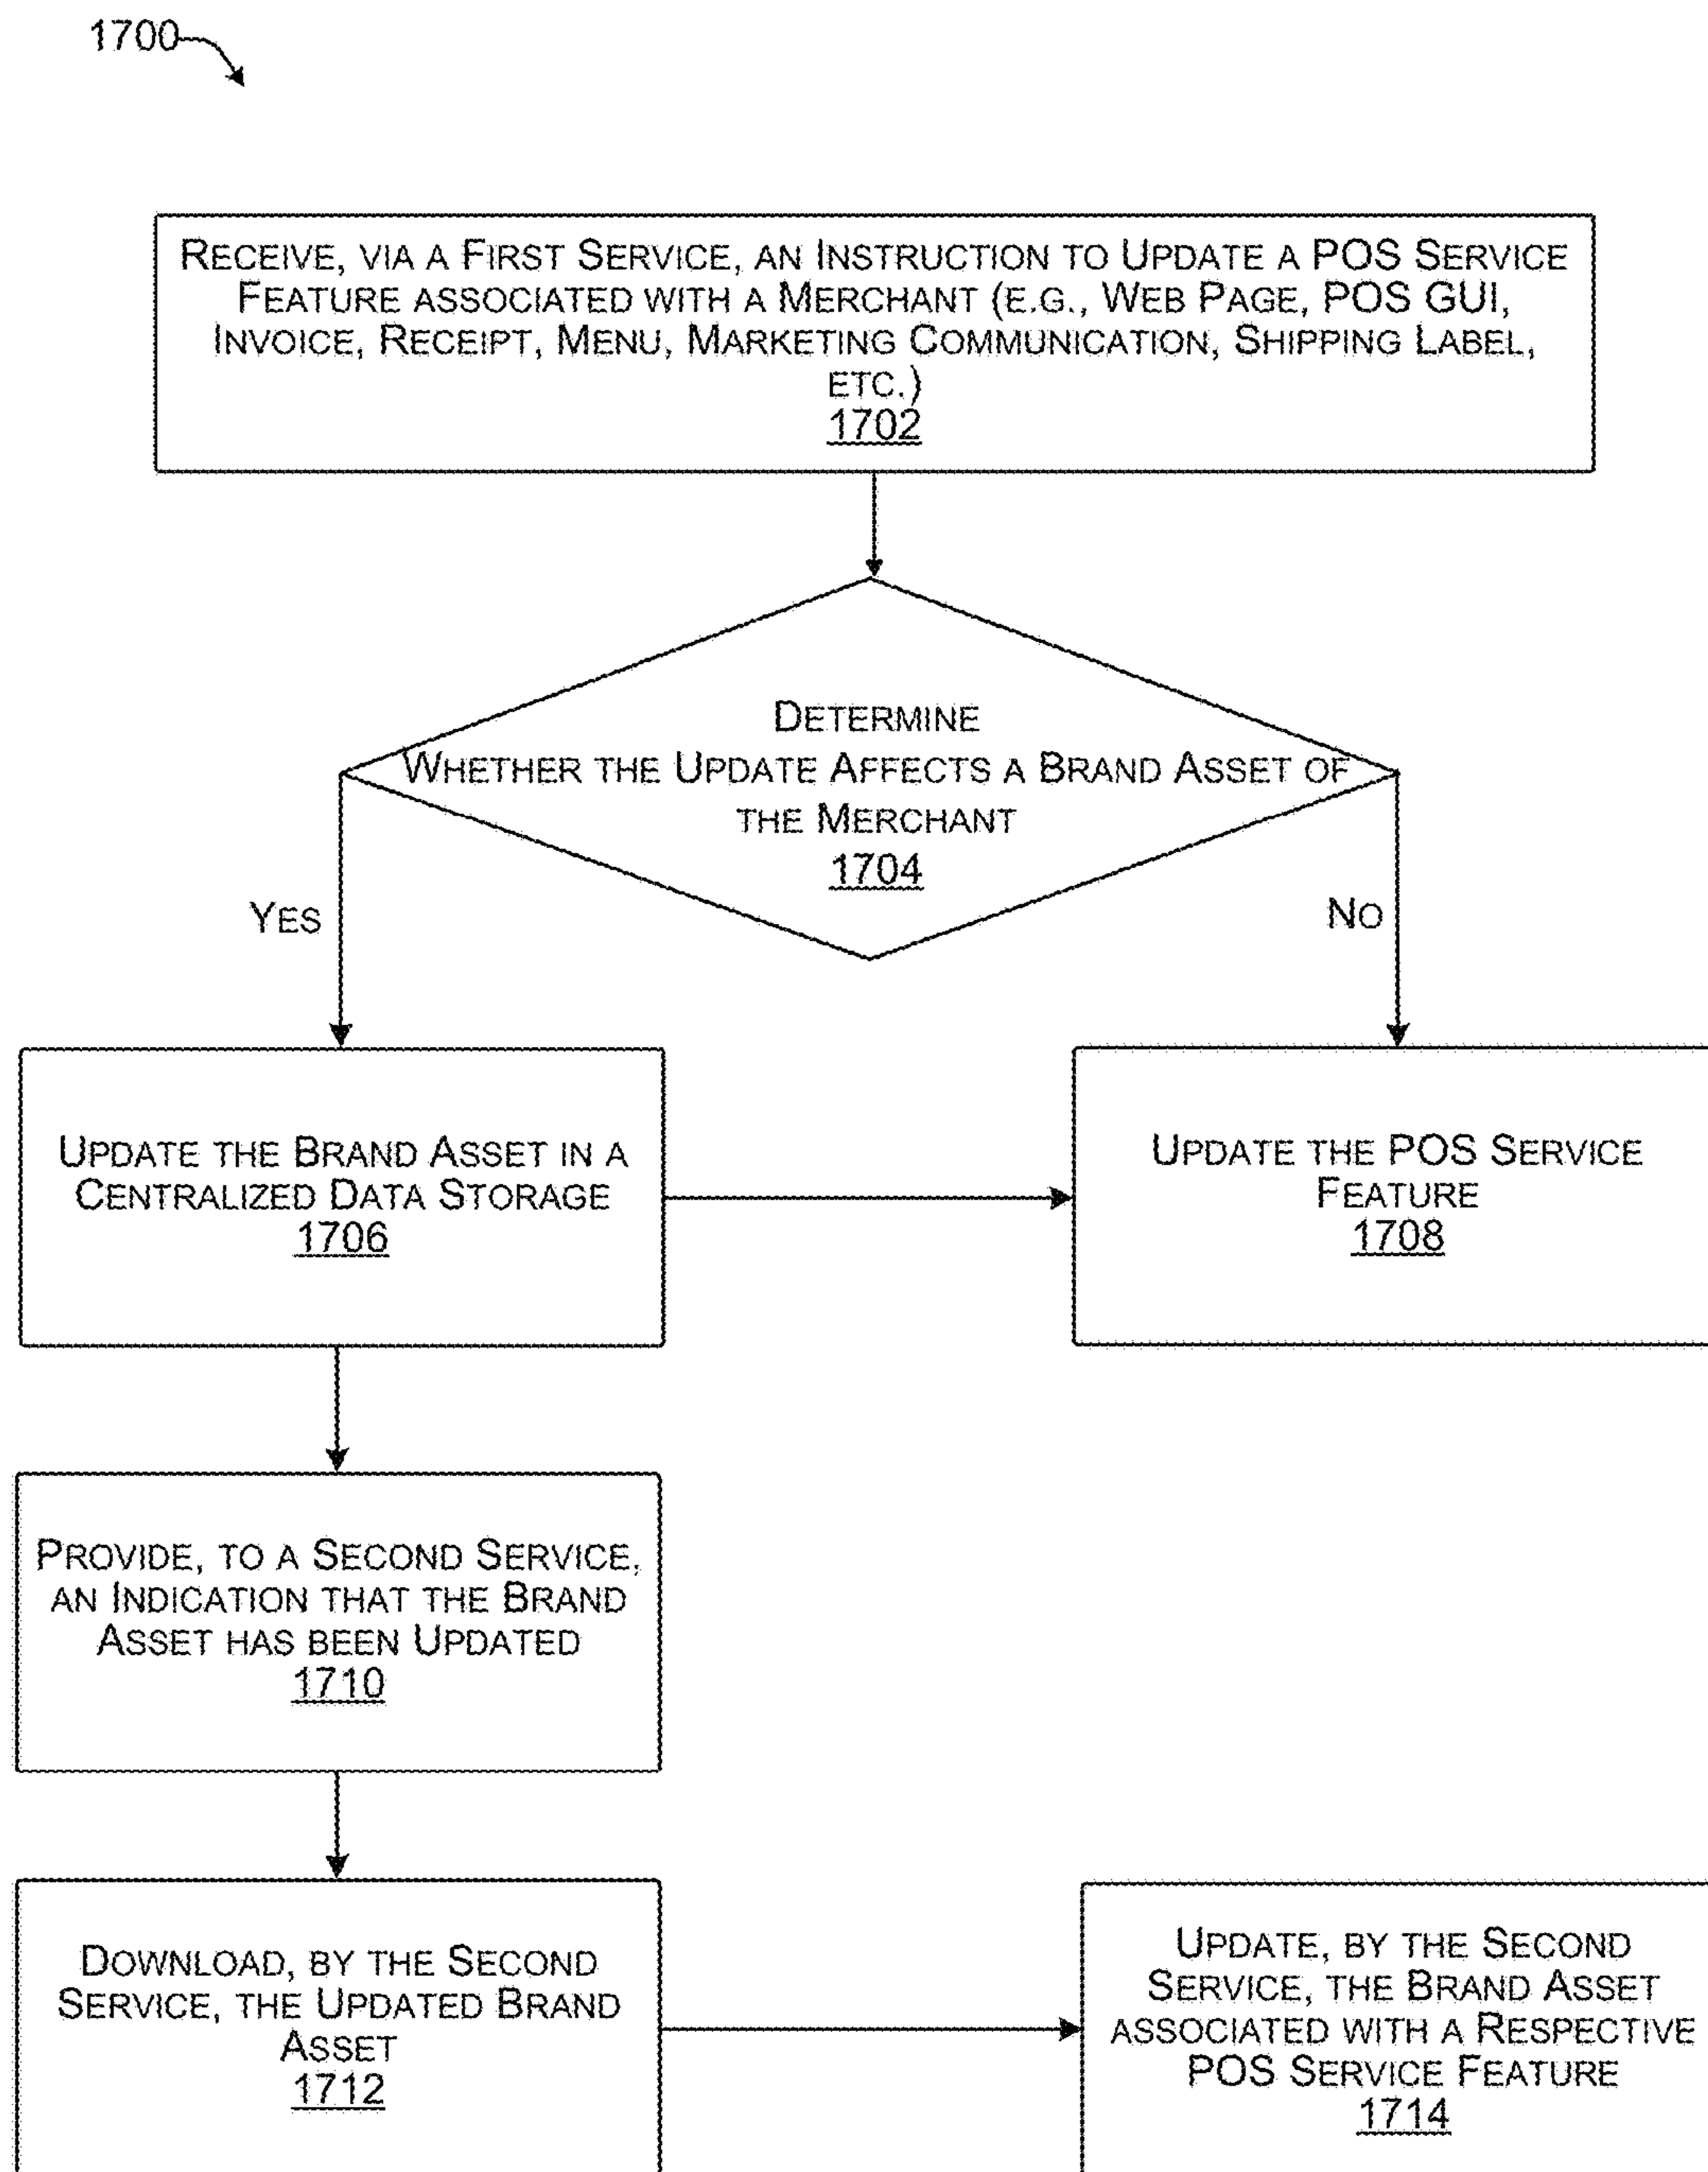 1700
RECEIVE, VIA A FIRST SERVICE, AN INSTRUCTION TO UPDATE A POS SERVICE
FEATURE ASSOCIATED WITH A MERCHANT (E.G., WEB PAGE, POS GUI,
INVOICE, RECEIPT, MENU, MARKETING COMMUNICATION, SHIPPING LABEL,
ETC.)
1702
DETERMINE
WHETHER THE UPDATE AFFECTS A BRAND ASSET OF
THE MERCHANT
1704
YES
NO
UPDATE THE BRAND ASSET IN A
CENTRALIZED DATA STORAGE
1706
UPDATE THE POS SERVICE
FEATURE
1708
PROVIDE, TO A SECOND SERVICE,
AN INDICATION THAT THE BRAND
ASSET HAS BEEN UPDATED
1710
DOWNLOAD, BY THE SECOND
SERVICE, THE UPDATED BRAND
ASSET
1712
UPDATE, BY THE SECOND
SERVICE, THE BRAND ASSET
ASSOCIATED WITH A RESPECTIVE
POS SERVICE FEATURE
1714